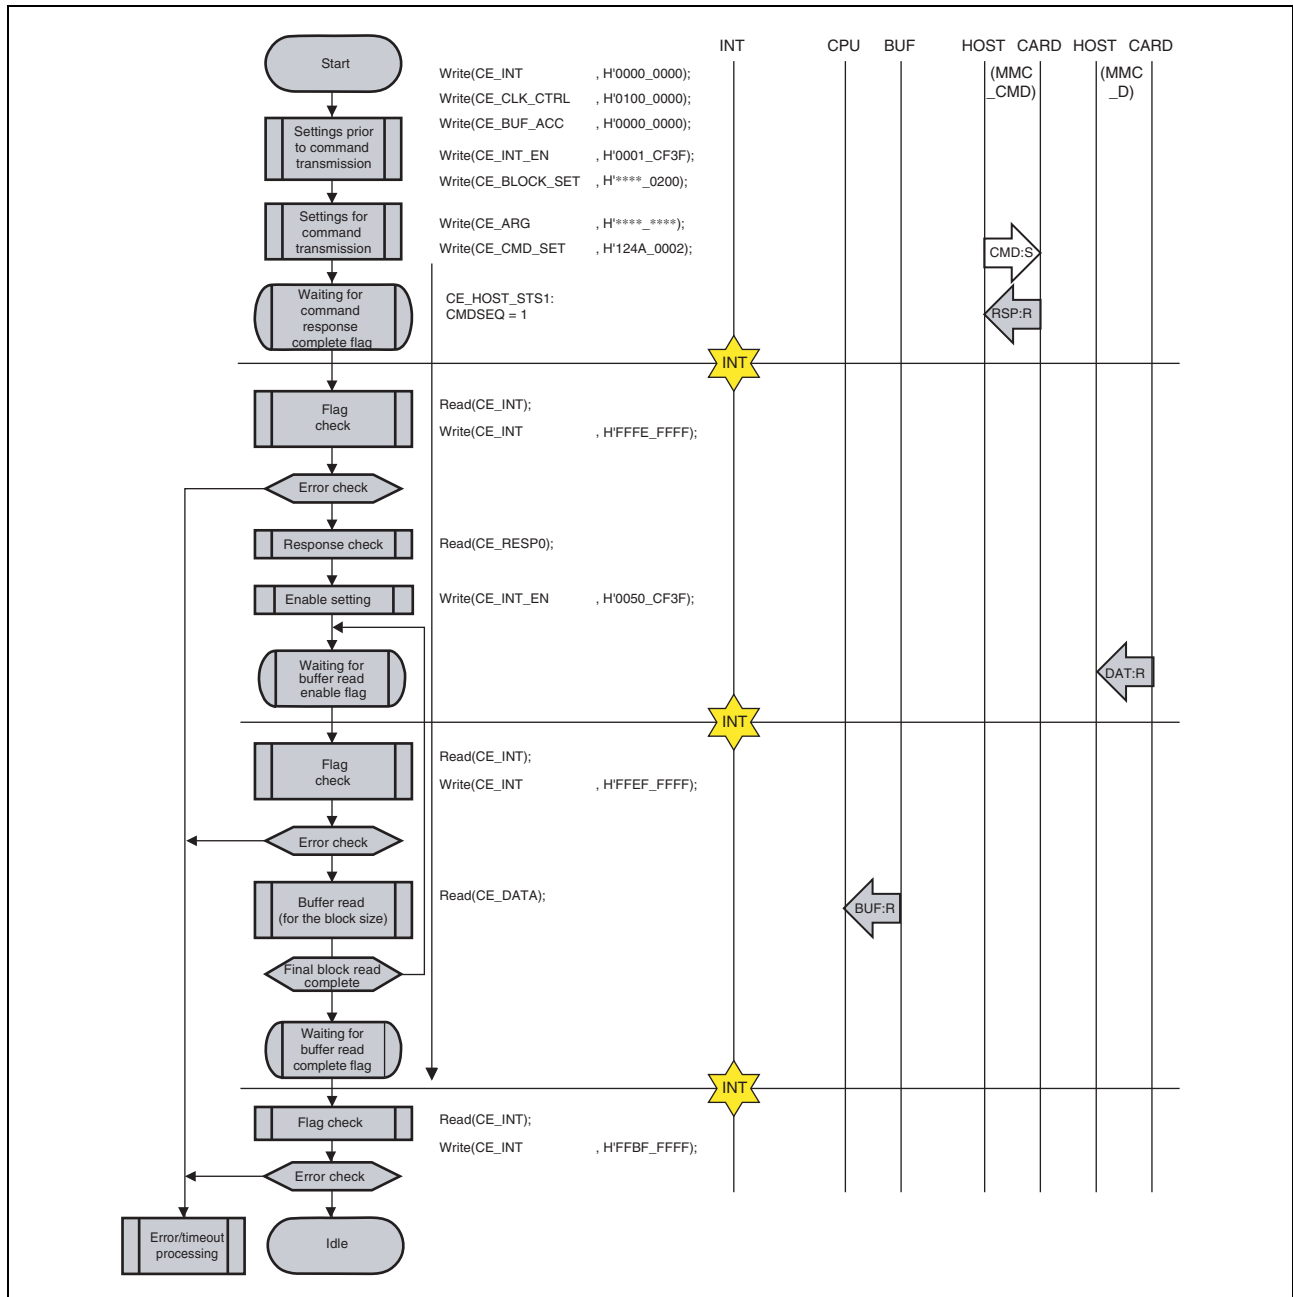 INT CPU BUF HOST CARD HOST CARD
(MMC
_CMD)
(MMC
_D)
Start
Write(CE_INT , H'0000_0000);
Write(CE_CLK_CTRL , H'0100_0000);
Write(CE_BUF_ACC , H'0000_0000);
Settings prior
to command
transmission
Write(CE_INT_EN , H'0001_CF3F);
Write(CE_BLOCK_SET , H'****_0200);
Settings for
command
transmission
Write(CE_ARG , H'****_****);
Write(CE_CMD_SET , H'124A_0002);
CMD:S
Waiting for
command
response
complete flag
CE_HOST_STS1:
CMDSEQ = 1
RSP:R
INT
Flag
check
Read(CE_INT);
Write(CE_INT , H'FFFE_FFFF);
Error check
Response check
Read(CE_RESP0);
Enable setting
Write(CE_INT_EN , H'0050_CF3F);
Waiting for
buffer read
enable flag
DAT:R
INT
Flag
check
Read(CE_INT);
Write(CE_INT , H'FFEF_FFFF);
Error check
Buffer read
(for the block size)
Read(CE_DATA);
BUF:R
Final block read
complete
Waiting for
buffer read
complete flag
INT
Flag check
Read(CE_INT);
Write(CE_INT , H'FFBF_FFFF);
Error check
Error/timeout
processing
Idle